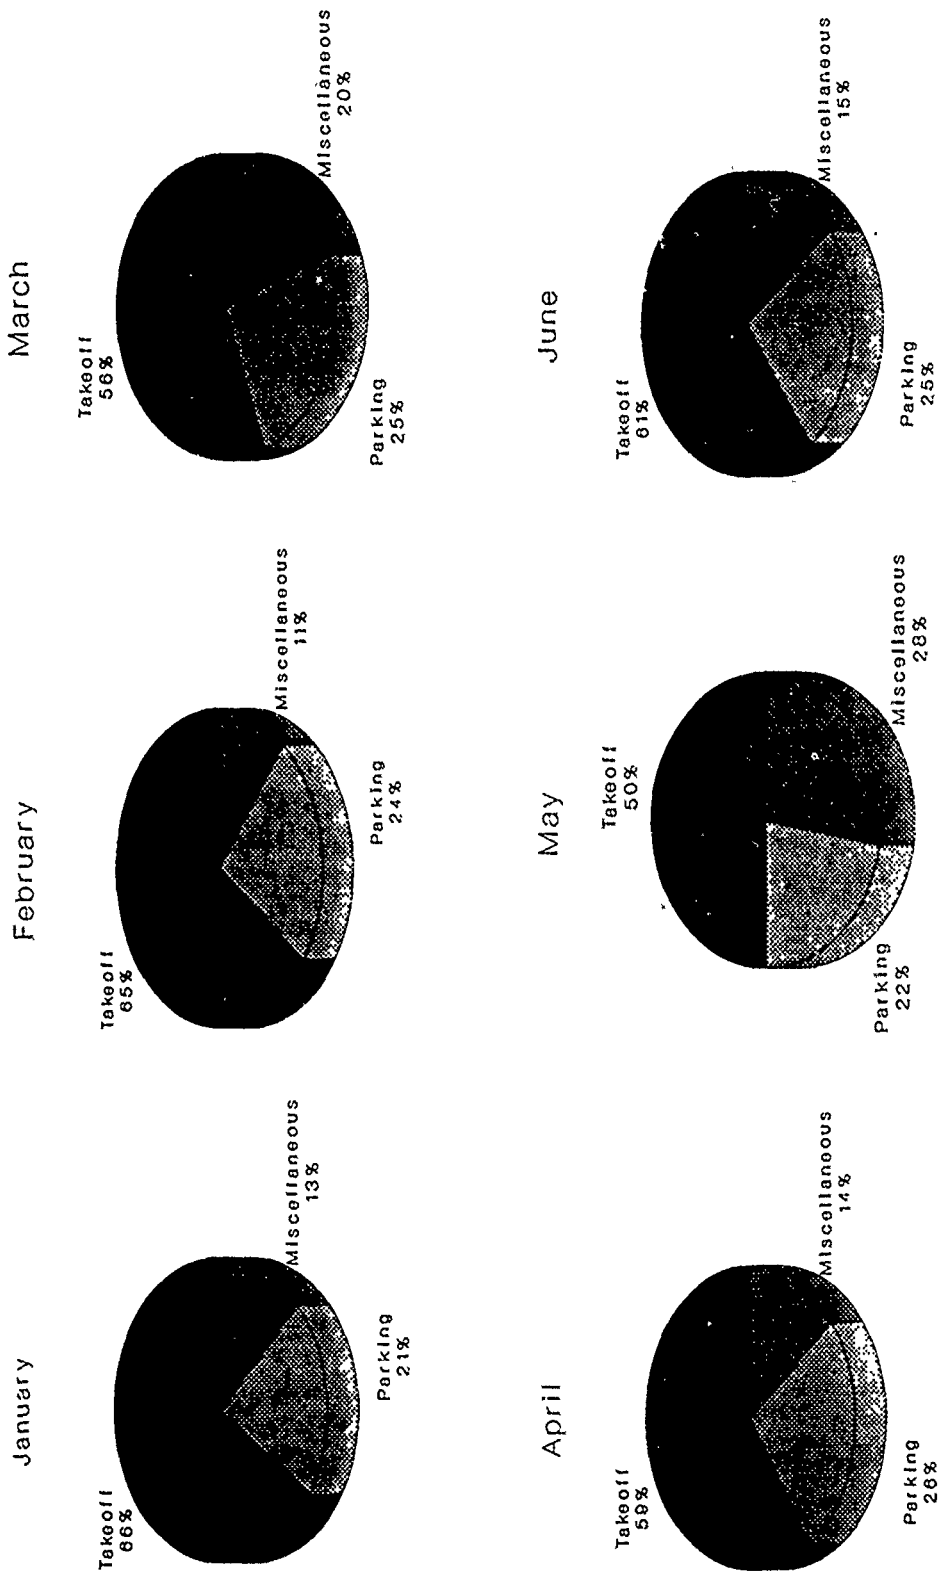 January
Takeoff
66%
Miscellaneous
13%
Parking
21%
February
Takeoff
65%
Miscellaneous
11%
Parking
24%
March
Takeoff
56%
Miscellaneous
20%
Parking
25%
April
Takeoff
59%
Miscellaneous
14%
Parking
26%
May
Takeoff
50%
Miscellaneous
28%
Parking
22%
June
Takeoff
61%
Miscellaneous
15%
Parking
25%